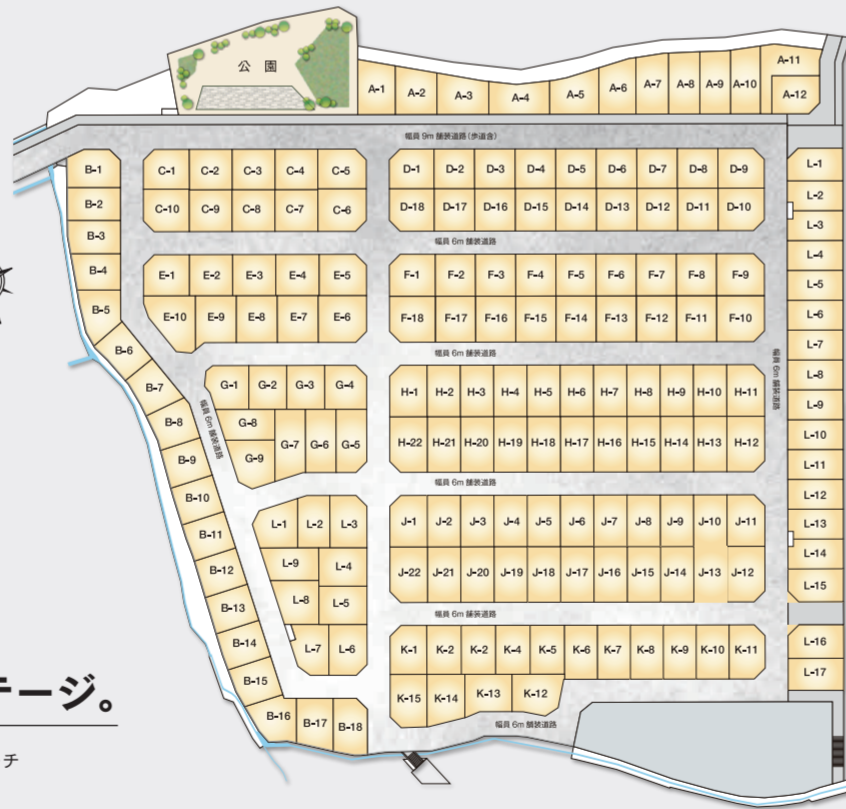 公園
A-1 A-2 A-3 A-4 A-5 A-6 A-7 A-8 A-9 A-10 A-11
A-12
幅員 9m 舗装道路(歩道含)
B-1
B-2
B-3
B-4
B-5
B-6
B-7
B-8
B-9
B-10
B-11
B-12
B-13
B-14
B-15
B-16 B-17 B-18
C-1 C-2 C-3 C-4 C-5
C-10 C-9 C-8 C-7 C-6
D-1 D-2 D-3 D-4 D-5 D-6 D-7 D-8 D-9
D-18 D-17 D-16 D-15 D-14 D-13 D-12 D-11 D-10
幅員 6m 舗装道路
E-1 E-2 E-3 E-4 E-5
E-10 E-9 E-8 E-7 E-6
F-1 F-2 F-3 F-4 F-5 F-6 F-7 F-8 F-9
F-18 F-17 F-16 F-15 F-14 F-13 F-12 F-11 F-10
幅員 6m 舗装道路
幅員 6m 舗装道路
幅員 6m 舗装道路
G-1 G-2 G-3 G-4
G-8
G-9 G-7 G-6 G-5
H-1 H-2 H-3 H-4 H-5 H-6 H-7 H-8 H-9 H-10 H-11
H-22 H-21 H-20 H-19 H-18 H-17 H-16 H-15 H-14 H-13 H-12
幅員 6m 舗装道路
L-1 L-2 L-3
L-9 L-4
L-8 L-5
L-7 L-6
J-1 J-2 J-3 J-4 J-5 J-6 J-7 J-8 J-9 J-10 J-11
J-22 J-21 J-20 J-19 J-18 J-17 J-16 J-15 J-14 J-13 J-12
幅員 6m 舗装道路
K-1 K-2 K-2 K-4 K-5 K-6 K-7 K-8 K-9 K-10 K-11
K-15 K-14 K-13 K-12
幅員 6m 舗装道路
L-1
L-2
L-3
L-4
L-5
L-6
L-7
L-8
L-9
L-10
L-11
L-12
L-13
L-14
L-15
L-16
L-17
テージ。
チ